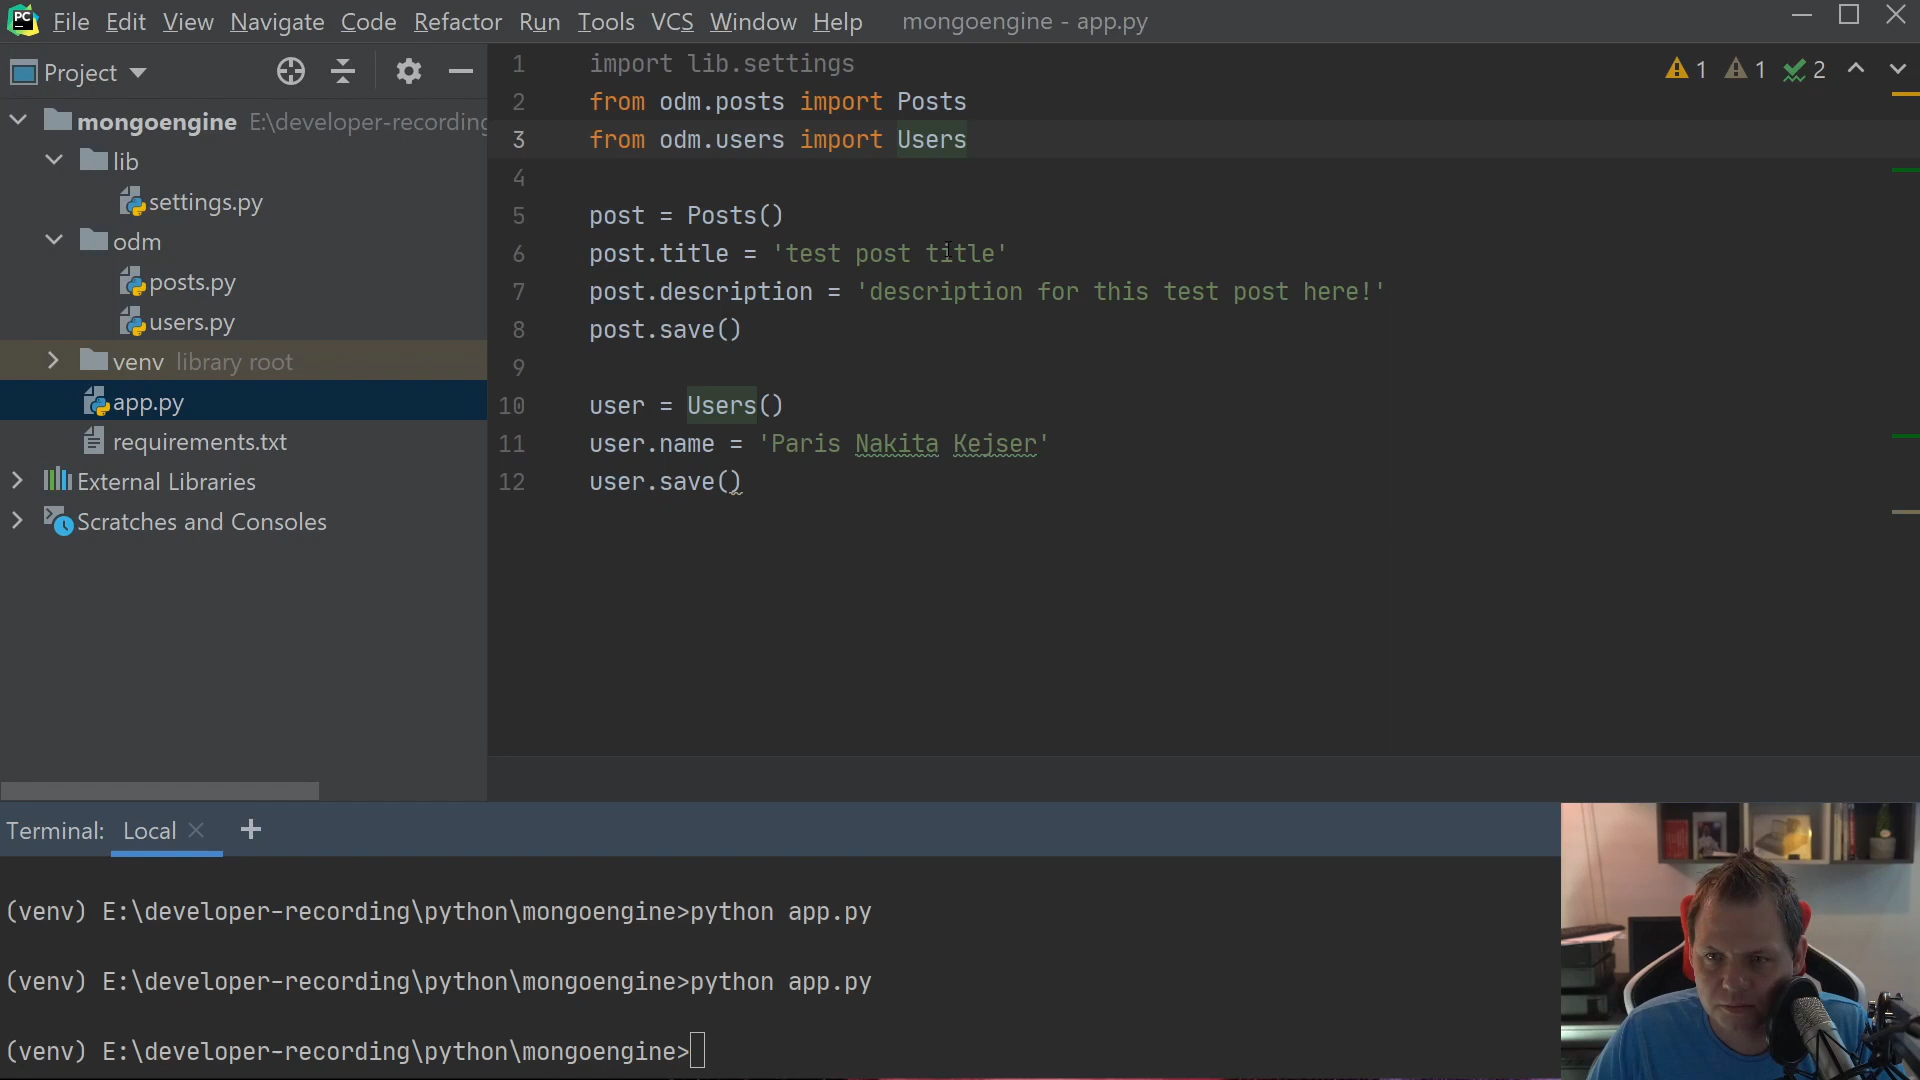 PC File Edit View Navigate Code Refactor Run Tools VCS Window Help mongoengine - app.py
Project
mongoengine E:\developer-recording
lib
settings.py
odm
posts.py
users.py
venv library root
app.py
requirements.txt
External Libraries
Scratches and Consoles
1 import lib.settings
2 from odm.posts import Posts
3 from odm.users import Users
4
5 post = Posts()
6 post.title = 'test post title'
7 post.description = 'description for this test post here!'
8 post.save()
9
10 user = Users()
11 user.name = 'Paris Nakita Kejser'
12 user.save()
1 1 2
Terminal: Local
(venv) E:\developer-recording\python\mongoengine>python app.py
(venv) E:\developer-recording\python\mongoengine>python app.py
(venv) E:\developer-recording\python\mongoengine>